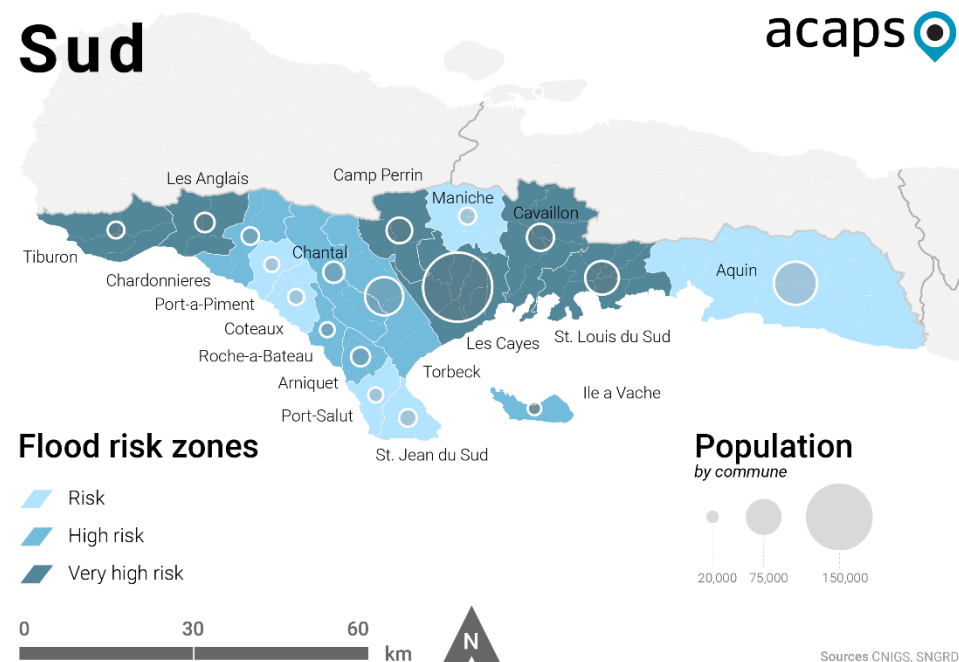 Sud
acaps
Les Anglais
Camp Perrin
Maniche
Cavaillon
Tiburon
Chantal
Aquin
Chardonnieres
Port-a-Piment
Coteaux
Les Cayes
St. Louis du Sud
Roche-a-Bateau
Torbeck
Arniquet
Ile a Vache
Port-Salut
St. Jean du Sud
Flood risk zones
Risk
High risk
Very high risk
Population
by commune
20,000 75,000 150,000
0 30 60 km
N
Sources CNIGS, SNGRD